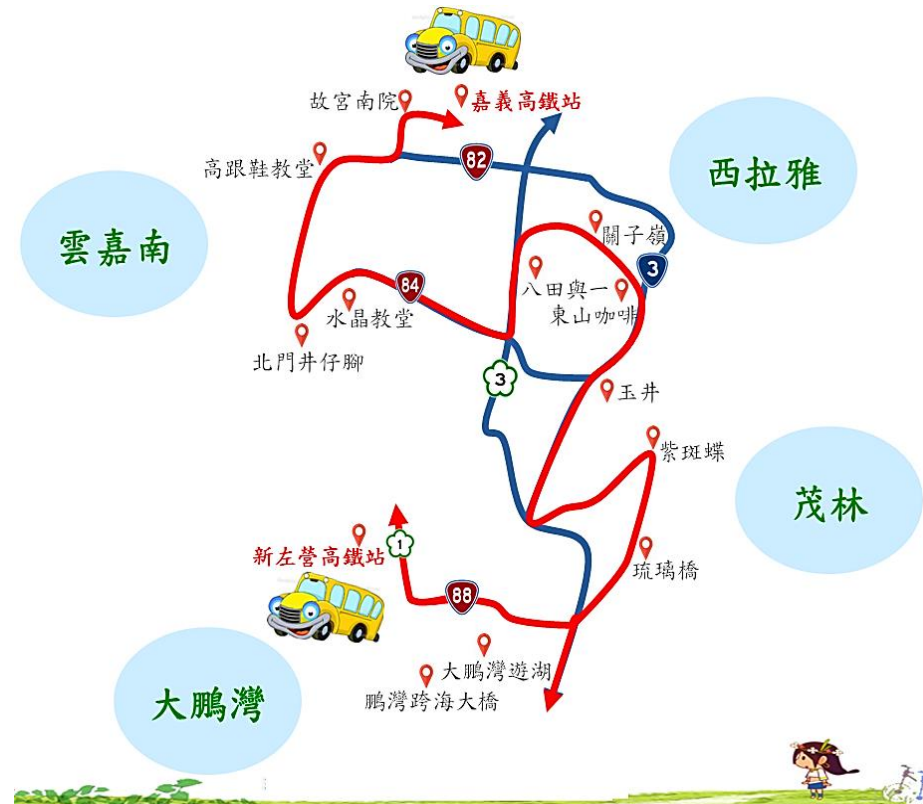 故宮南院
嘉義高鐵站
高跟鞋教堂
82
西拉雅
雲嘉南
關子嶺
3
84
八田與一
東山咖啡
水晶教堂
北門井仔腳
3
玉井
紫斑蝶
茂林
1
新左營高鐵站
琉璃橋
88
大鵬灣遊湖
鵬灣跨海大橋
大鵬灣